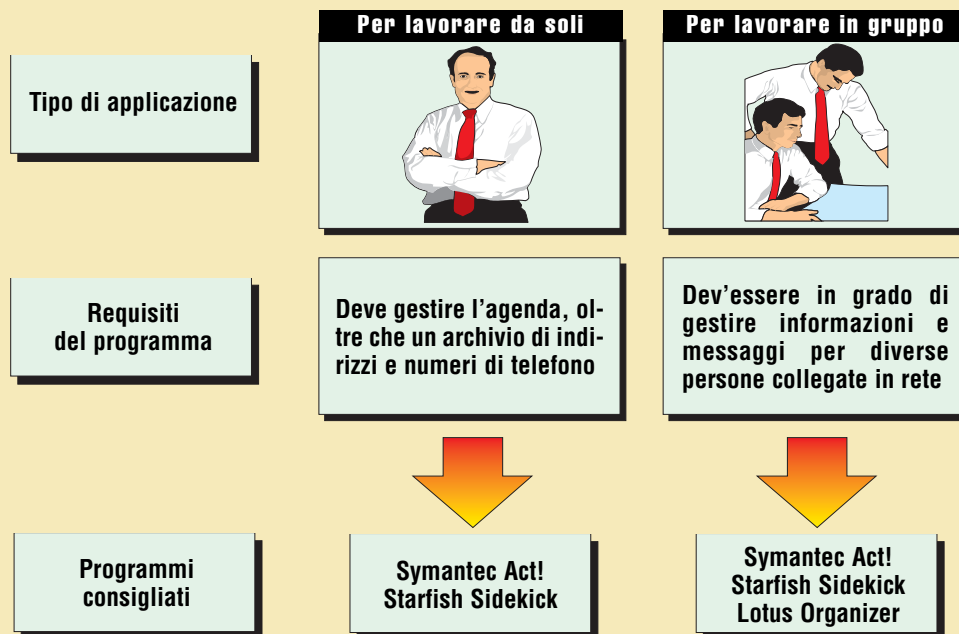 Per lavorare da soli
Per lavorare in gruppo
Tipo di applicazione
Requisiti
del programma
Deve gestire l'agenda, ol-
tre che un archivio di indi-
rizzi e numeri di telefono
Dev'essere in grado di
gestire informazioni e
messaggi per diverse
persone collegate in rete
Programmi
consigliati
Symantec Act!
Starfish Sidekick
Symantec Act!
Starfish Sidekick
Lotus Organizer